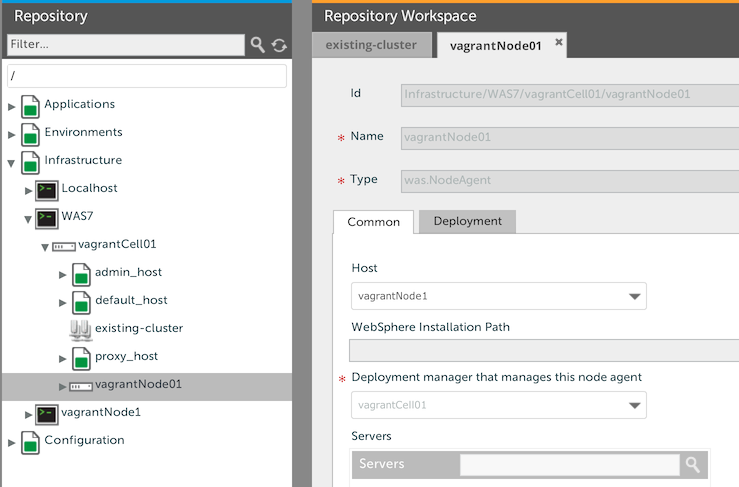 Repository
Filter...
/
Applications
Environments
Infrastructure
Localhost
WAS7
vagrantCell01
admin_host
default_host
existing-cluster
proxy_host
vagrantNode01
vagrantNode1
Configuration
Repository Workspace
existing-cluster
vagrantNode01
Id
Infrastructure/WAS7/vagrantCell01/vagrantNode01
* Name
vagrantNode01
* Type
was.NodeAgent
Common
Deployment
Host
vagrantNode1
WebSphere Installation Path
* Deployment manager that manages this node agent
vagrantCell01
Servers
Servers